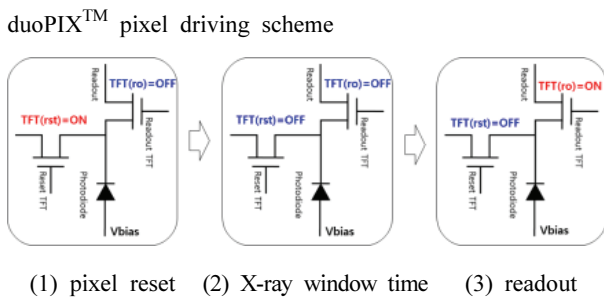 duoPIX™ pixel driving scheme
Readout
TFT(ro)=OFF
TFT(rst)=ON
Readout TFT
Reset TFT
Photodiode
Vbias
Readout
TFT(ro)=OFF
TFT(rst)=OFF
Readout TFT
Reset TFT
Photodiode
Vbias
Readout
TFT(ro)=ON
TFT(rst)=OFF
Readout TFT
Reset TFT
Photodiode
Vbias
(1) pixel reset (2) X-ray window time (3) readout